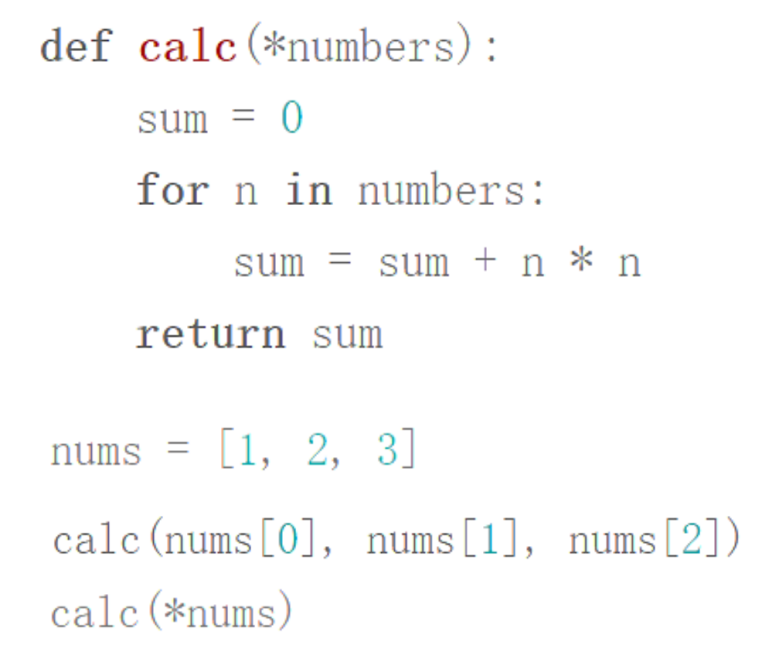 def calc(*numbers):
    sum = 0
    for n in numbers:
        sum = sum + n * n
    return sum
nums = [1, 2, 3]
calc(nums[0], nums[1], nums[2])
calc(*nums)